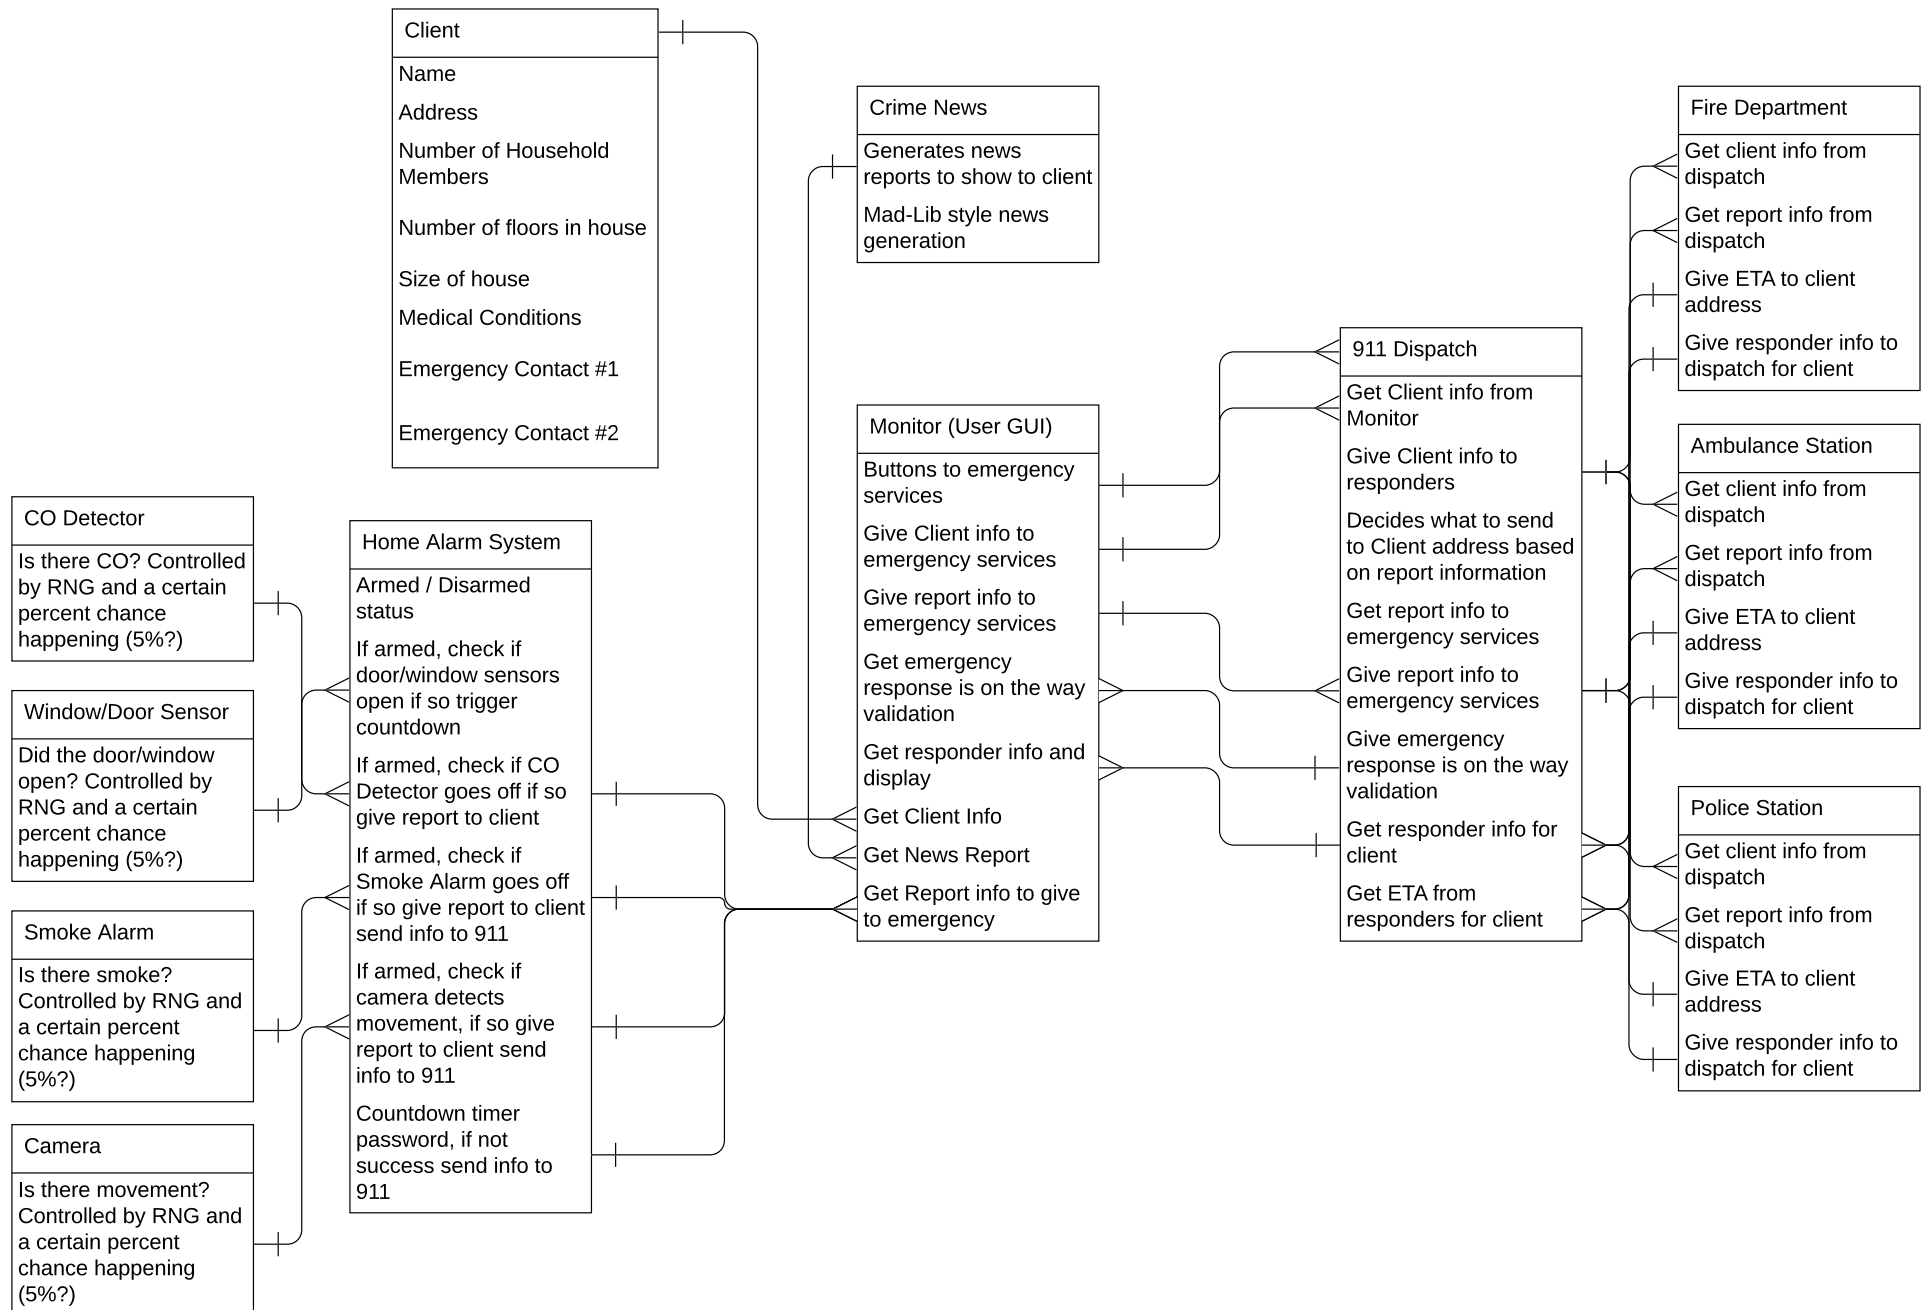 Client
Name
Address
Number of Household
Members
Number of floors in house
Size of house
Medical Conditions
Emergency Contact #1
Emergency Contact #2
CO Detector
Is there CO? Controlled
by RNG and a certain
percent chance
happening (5%?)
Window/Door Sensor
Did the door/window
open? Controlled by
RNG and a certain
percent chance
happening (5%?)
Smoke Alarm
Is there smoke?
Controlled by RNG and
a certain percent
chance happening
(5%?)
Camera
Is there movement?
Controlled by RNG and
a certain percent
chance happening
(5%?)
Home Alarm System
Armed / Disarmed
status
If armed, check if
door/window sensors
open if so trigger
countdown
If armed, check if CO
Detector goes off if so
give report to client
If armed, check if
Smoke Alarm goes off
if so give report to client
send info to 911
If armed, check if
camera detects
movement, if so give
report to client send
info to 911
Countdown timer
password, if not
success send info to
911
Crime News
Generates news
reports to show to client
Mad-Lib style news
generation
Monitor (User GUI)
Buttons to emergency
services
Give Client info to
emergency services
Give report info to
emergency services
Get emergency
response is on the way
validation
Get responder info and
display
Get Client Info
Get News Report
Get Report info to give
to emergency
911 Dispatch
Get Client info from
Monitor
Give Client info to
responders
Decides what to send
to Client address based
on report information
Get report info to
emergency services
Give report info to
emergency services
Give emergency
response is on the way
validation
Get responder info for
client
Get ETA from
responders for client
Fire Department
Get client info from
dispatch
Get report info from
dispatch
Give ETA to client
address
Give responder info to
dispatch for client
Ambulance Station
Get client info from
dispatch
Get report info from
dispatch
Give ETA to client
address
Give responder info to
dispatch for client
Police Station
Get client info from
dispatch
Get report info from
dispatch
Give ETA to client
address
Give responder info to
dispatch for client